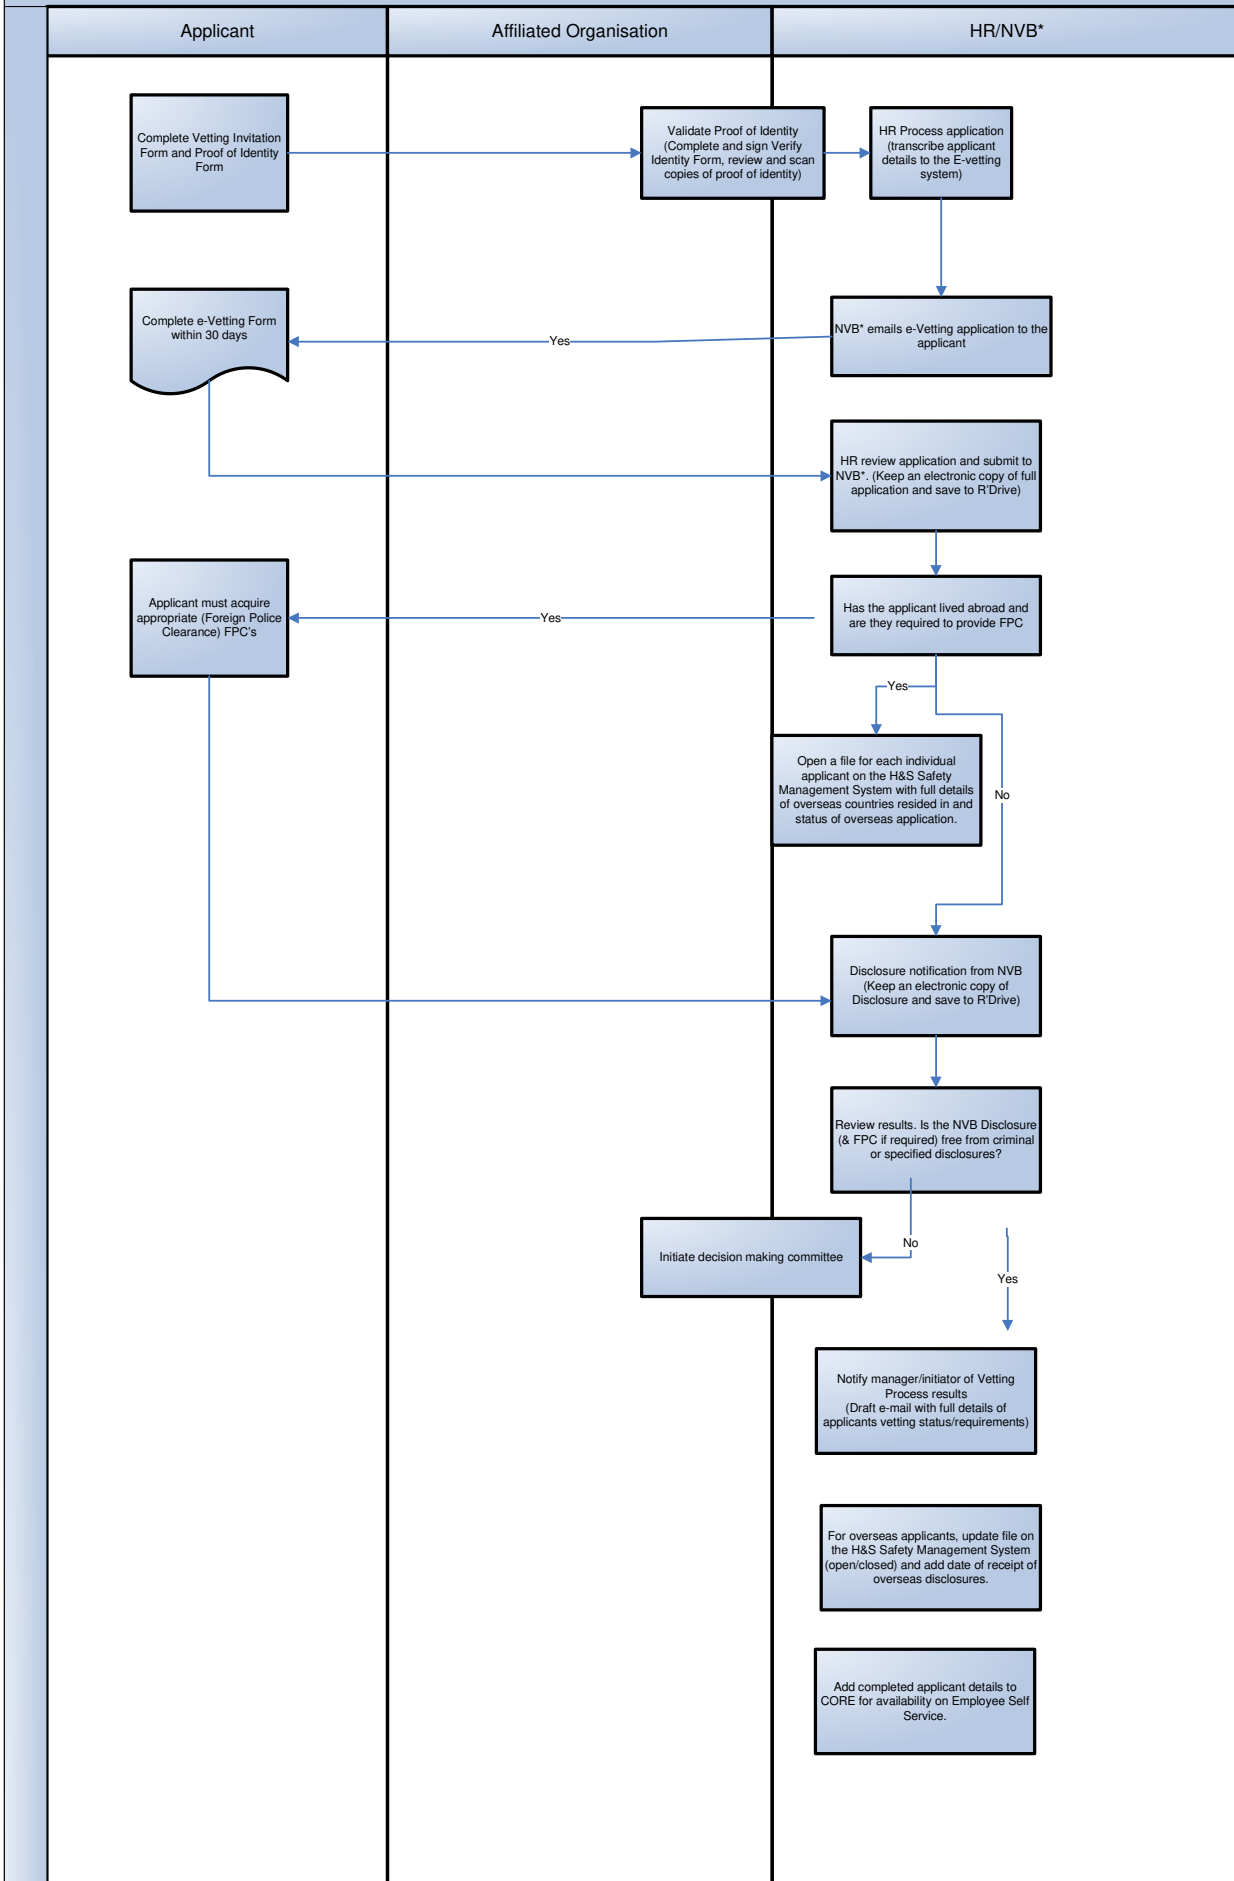 Applicant
Affiliated Organisation
HR/NVB*
Complete Vetting Invitation
Form and Proof of Identity
Form
Validate Proof of Identity
(Complete and sign Verify
Identity Form, review and scan
copies of proof of identity)
HR Process application
(transcribe applicant
details to the E-vetting
system)
Complete e-Vetting Form
within 30 days
Yes
NVB* emails e-Vetting application to the
applicant
HR review application and submit to
NVB*. (Keep an electronic copy of full
application and save to R'Drive)
Applicant must acquire
appropriate (Foreign Police
Clearance) FPC's
Yes
Has the applicant lived abroad and
are they required to provide FPC
Yes
Open a file for each individual
applicant on the H&S Safety
Management System with full details
of overseas countries resided in and
status of overseas application.
No
Disclosure notification from NVB
(Keep an electronic copy of
Disclosure and save to R'Drive)
Review results. Is the NVB Disclosure
(& FPC if required) free from criminal
or specified disclosures?
No
Initiate decision making committee
Yes
Notify manager/initiator of Vetting
Process results
(Draft e-mail with full details of
applicants vetting status/requirements)
For overseas applicants, update file on
the H&S Safety Management System
(open/closed) and add date of receipt of
overseas disclosures.
Add completed applicant details to
CORE for availability on Employee Self
Service.